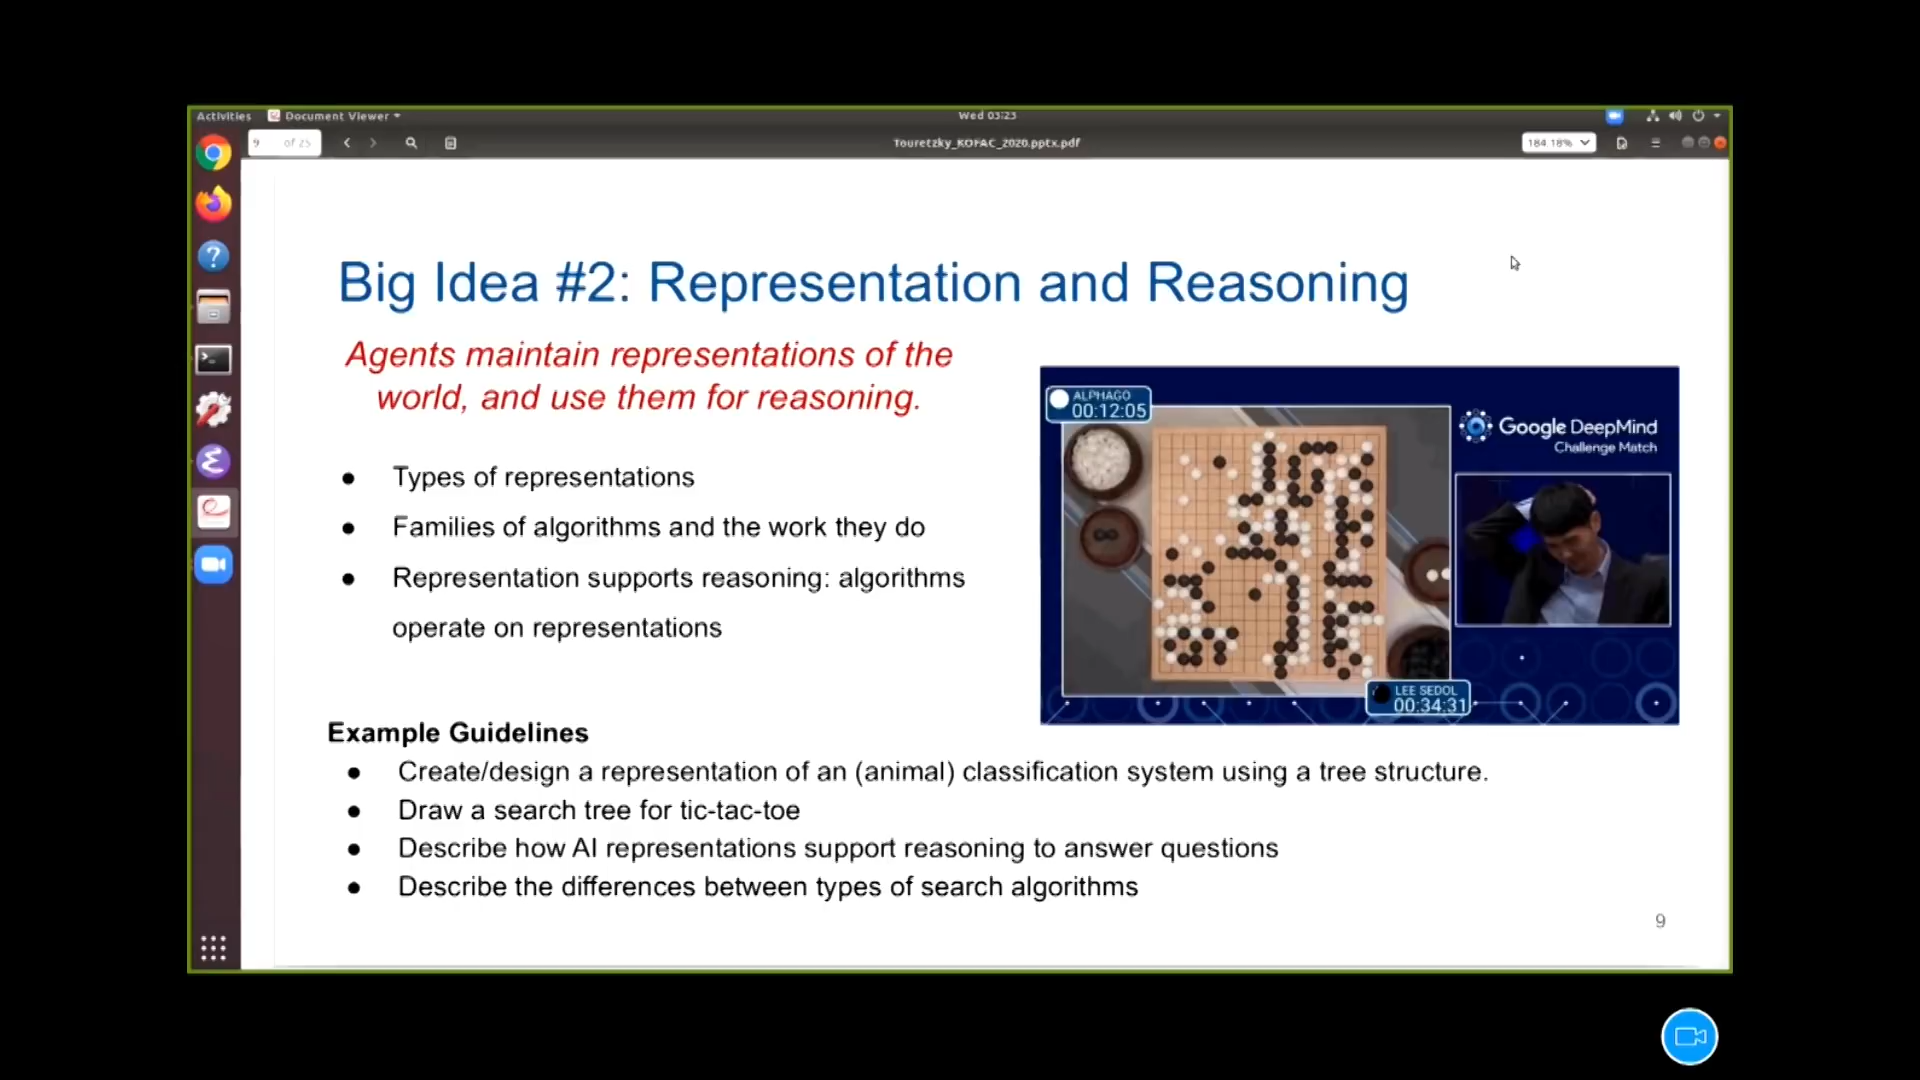 Activities
Document Viewer
Wed 03:23
9 of 25
Touretzky_KOFAC_2020.pptx.pdf
184.18%
Big Idea #2: Representation and Reasoning
Agents maintain representations of the
world, and use them for reasoning.
● Types of representations
● Families of algorithms and the work they do
● Representation supports reasoning: algorithms
operate on representations
ALPHAGO
00:12:05
Google DeepMind
Challenge Match
LEE SEDOL
00:34:31
Example Guidelines
● Create/design a representation of an (animal) classification system using a tree structure.
● Draw a search tree for tic-tac-toe
● Describe how AI representations support reasoning to answer questions
● Describe the differences between types of search algorithms
9